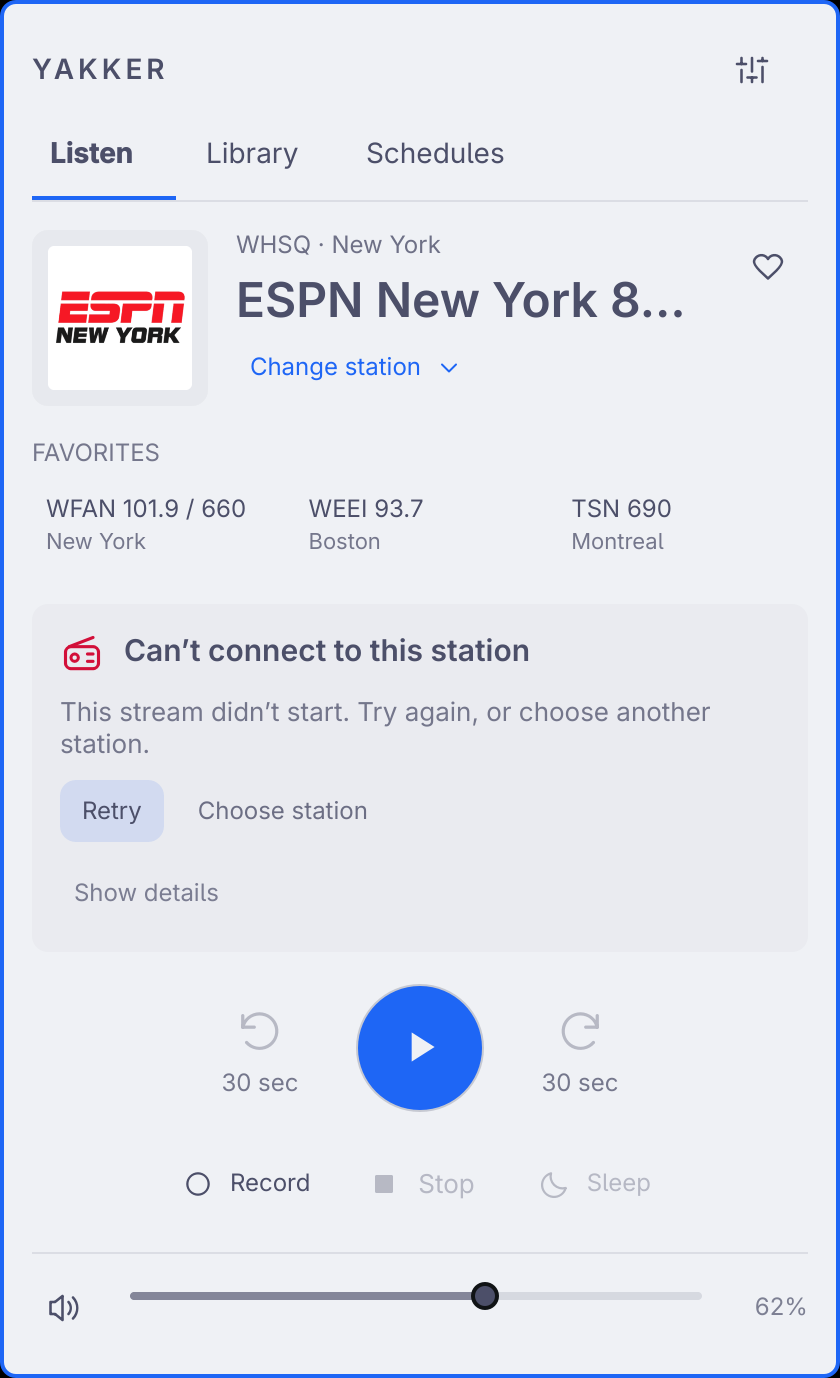 YAKKER
Listen Library Schedules
ESPN
NEW YORK
WHSQ · New York
ESPN New York 8...
Change station
FAVORITES
WFAN 101.9 / 660 WEEI 93.7 TSN 690
New York Boston Montreal
Can’t connect to this station
This stream didn’t start. Try again, or choose another
station.
Retry Choose station
Show details
30 sec 30 sec
Record Stop Sleep
62%